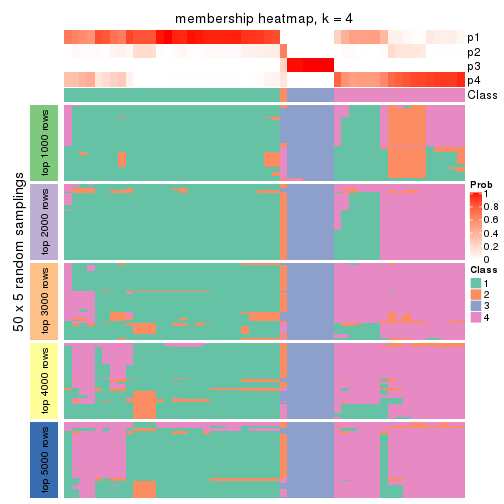 membership heatmap, k = 4
p1
p2
p3
p4
Class
50 x 5 random samplings
top 1000 rows
top 2000 rows
top 3000 rows
top 4000 rows
top 5000 rows
Prob
1
0.8
0.6
0.4
0.2
0
Class
1
2
3
4